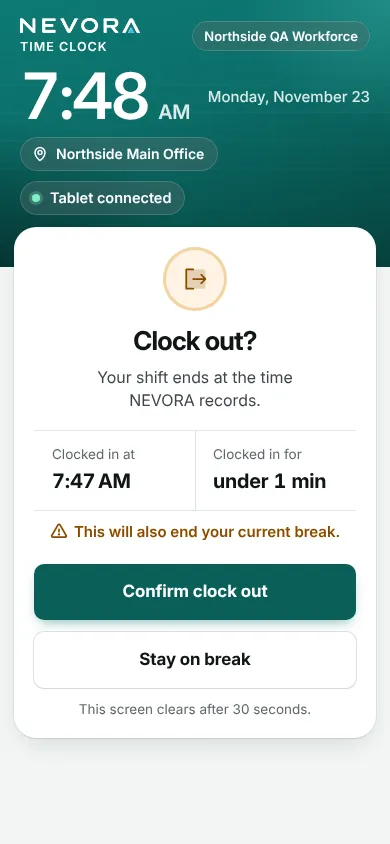 NEVORA
TIME CLOCK
Northside QA Workforce
7:48 AM
Monday, November 23
Northside Main Office
Tablet connected
Clock out?
Your shift ends at the time
NEVORA records.
Clocked in at
7:47 AM
Clocked in for
under 1 min
This will also end your current break.
Confirm clock out
Stay on break
This screen clears after 30 seconds.